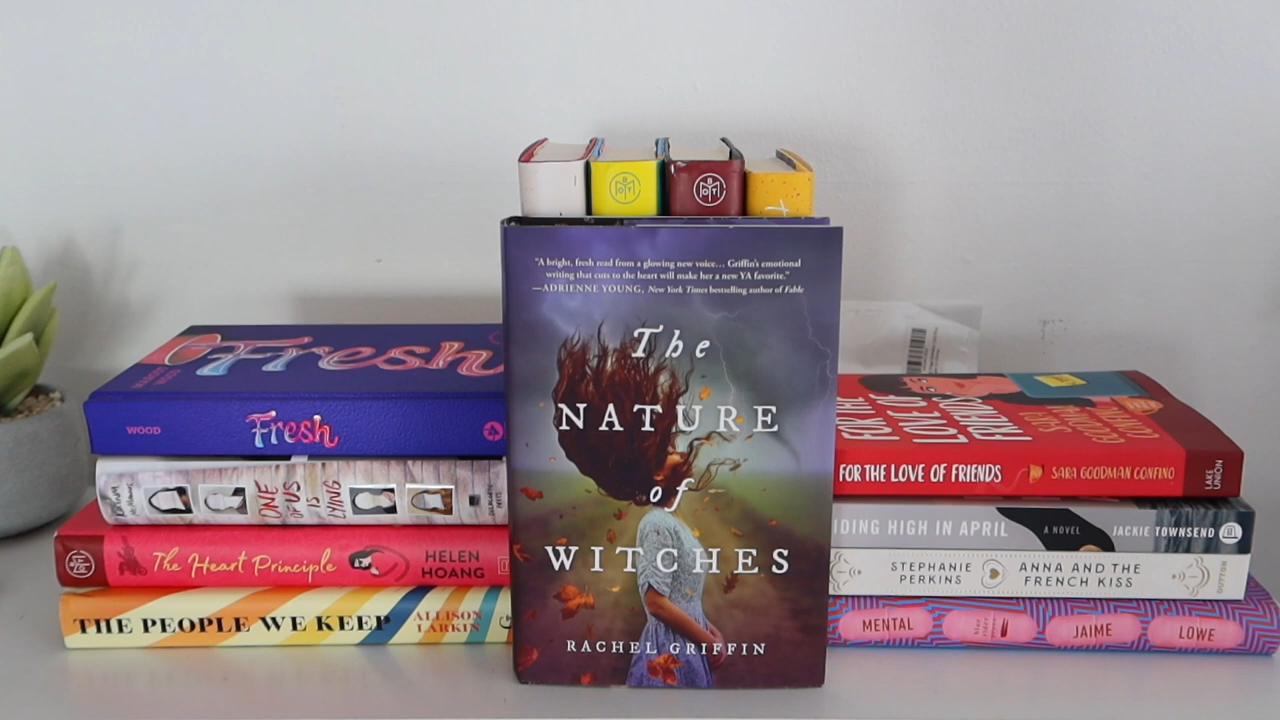 "A bright, fresh read from a glowing new voice... Griffin's emotional
writing that cuts to the heart will make her a new YA favorite."
—ADRIENNE YOUNG, New York Times bestselling author of Fable
The
NATURE
of
WITCHES
RACHEL GRIFFIN
Fresh
WOOD
Fresh
ONE
OF US
IS
LYING
The Heart Principle
HELEN
HOANG
THE PEOPLE WE KEEP
ALLISON
LARKIN
FOR THE
LOVE OF
FRIENDS
SARA
GOODMAN
CONFINO
FOR THE LOVE OF FRIENDS
SARA GOODMAN CONFINO
LAKE
UNION
IDING HIGH IN APRIL
A NOVEL
JACKIE TOWNSEND
STEPHANIE
PERKINS
ANNA AND THE
FRENCH KISS
DUTTON
MENTAL
JAIME
LOWE
BOTM
BOTM